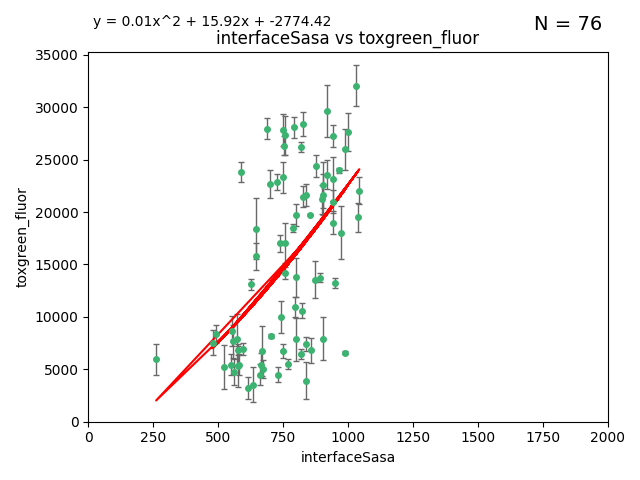 y = 0.01x^2 + 15.92x + -2774.42
N = 76
interfaceSasa vs toxgreen_fluor
35000
30000
25000
20000
15000
10000
5000
0
toxgreen_fluor
0 250 500 750 1000 1250 1500 1750 2000
interfaceSasa